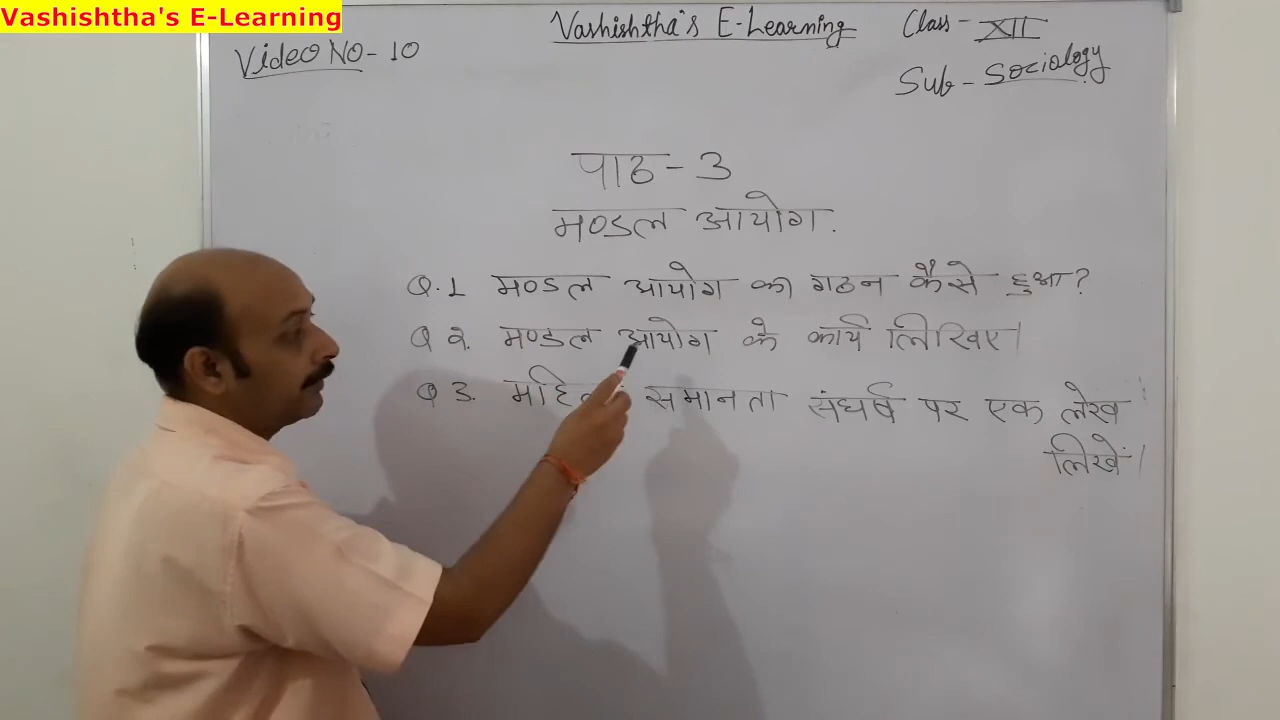 Vashishtha's E-Learning
Vashishtha's E-Learning Class - XII
Video No - 10
Sub - Sociology
पाठ - 3
मण्डल आयोग.
Q.1 मण्डल आयोग का गठन कैसे हुआ?
Q 2. मण्डल आयोग के कार्य लिखिए।
Q 3. समानता संघर्ष पर एक लेख
लिखें।